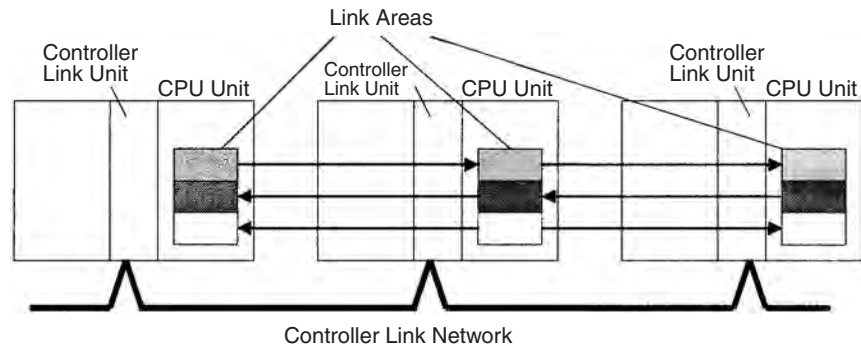 Link Areas
Controller
Link Unit
CPU Unit
Controller
Link Unit
CPU Unit
Controller
Link Unit
CPU Unit
Controller Link Network